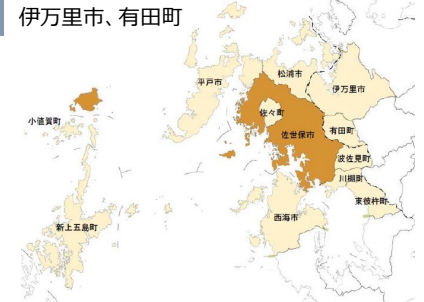 伊万里市、有田町
松浦市
平戸市
伊万里市
佐々町
小値賀町
佐世保市
有田町
波佐見町
川棚町
東彼杵町
西海市
新上五島町